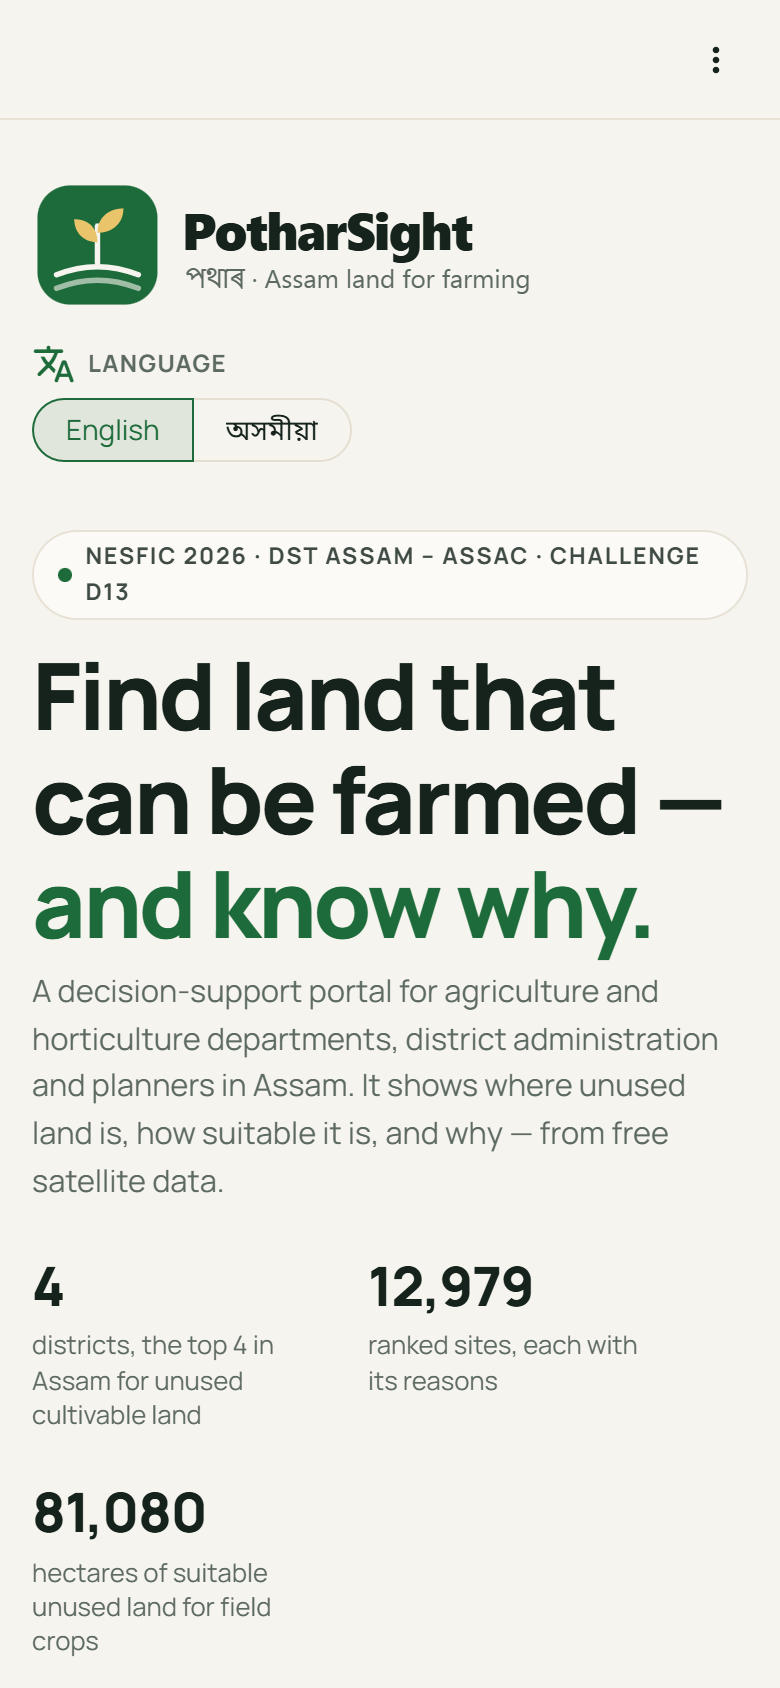 PotharSight
পথাৰ · Assam land for farming
LANGUAGE
English
অসমীয়া
NESFIC 2026 · DST ASSAM – ASSAC · CHALLENGE
D13
Find land that
can be farmed —
and know why.
A decision-support portal for agriculture and
horticulture departments, district administration
and planners in Assam. It shows where unused
land is, how suitable it is, and why — from free
satellite data.
4
districts, the top 4 in
Assam for unused
cultivable land
12,979
ranked sites, each with
its reasons
81,080
hectares of suitable
unused land for field
crops